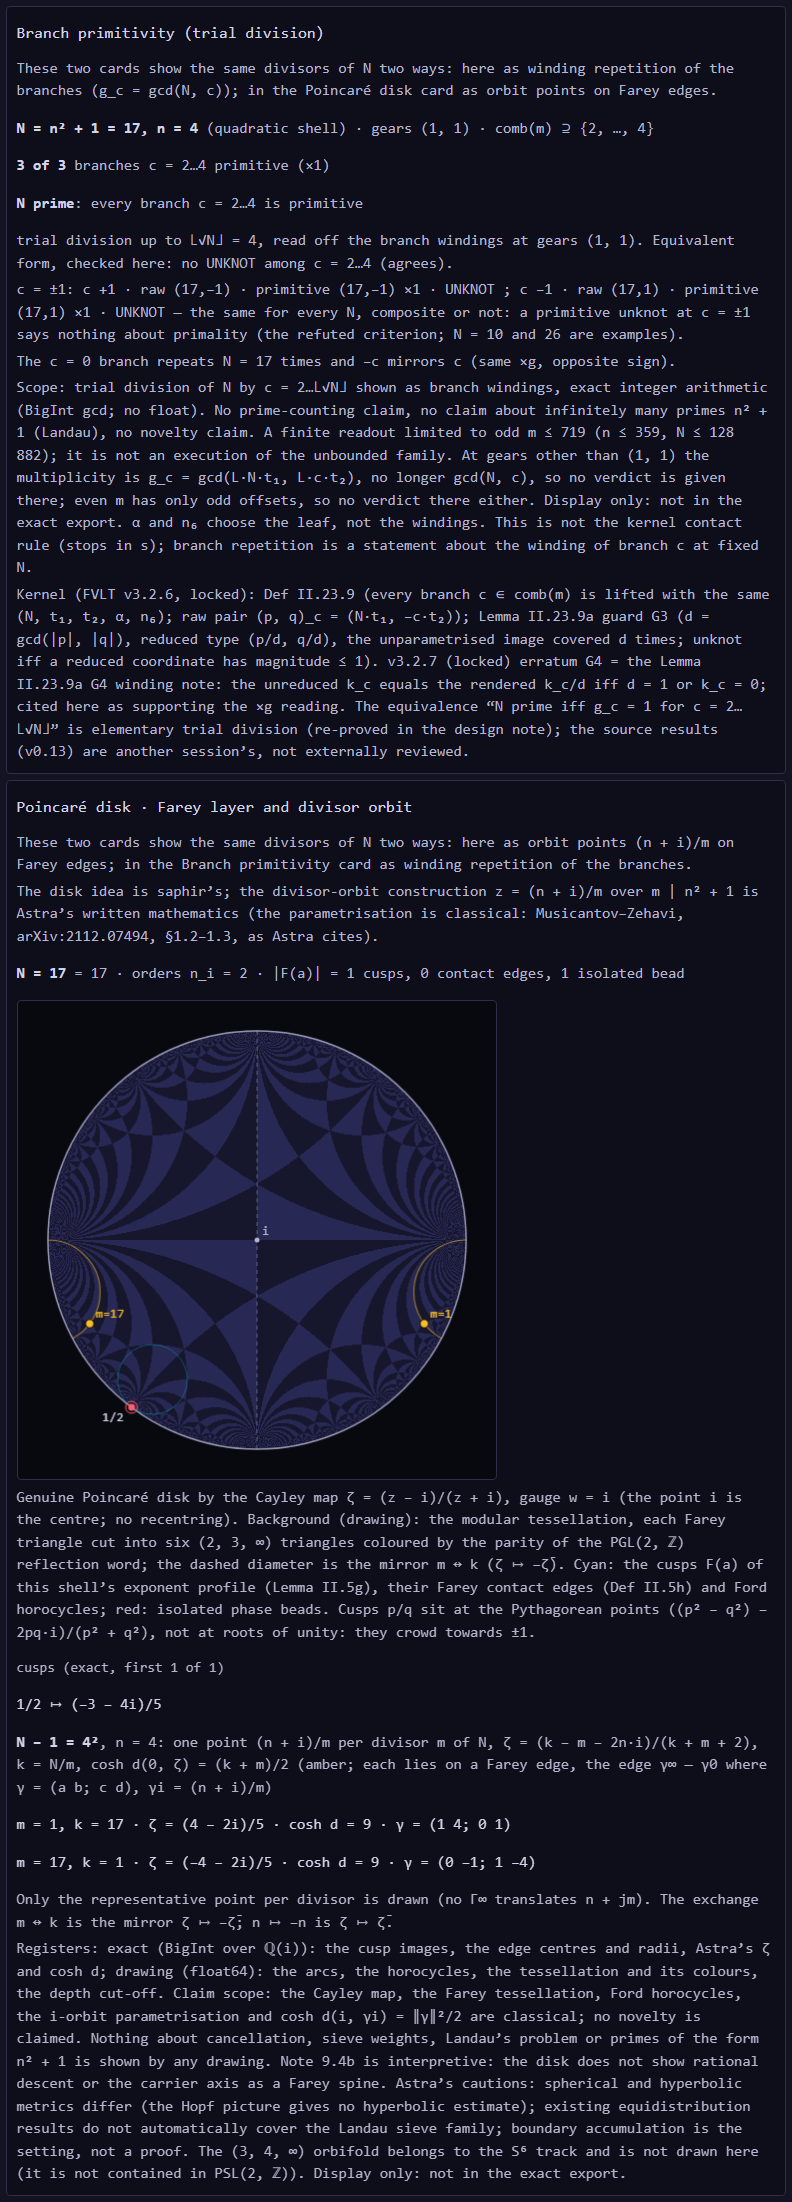 Branch primitivity (trial division)
These two cards show the same divisors of N two ways: here as winding repetition of the
branches (g_c = gcd(N, c)); in the Poincaré disk card as orbit points on Farey edges.
N = n² + 1 = 17, n = 4 (quadratic shell) · gears (1, 1) · comb(m) ⊇ {2, …, 4}
3 of 3 branches c = 2…4 primitive (×1)
N prime: every branch c = 2…4 is primitive
trial division up to ⌊√N⌋ = 4, read off the branch windings at gears (1, 1). Equivalent
form, checked here: no UNKNOT among c = 2…4 (agrees).
c = ±1: c +1 · raw (17,−1) · primitive (17,−1) ×1 · UNKNOT ; c −1 · raw (17,1) · primitive
(17,1) ×1 · UNKNOT — the same for every N, composite or not: a primitive unknot at c = ±1
says nothing about primality (the refuted criterion; N = 10 and 26 are examples).
The c = 0 branch repeats N = 17 times and −c mirrors c (same ×g, opposite sign).
Scope: trial division of N by c = 2…⌊√N⌋ shown as branch windings, exact integer arithmetic
(BigInt gcd; no float). No prime-counting claim, no claim about infinitely many primes n² +
1 (Landau), no novelty claim. A finite readout limited to odd m ≤ 719 (n ≤ 359, N ≤ 128
882); it is not an execution of the unbounded family. At gears other than (1, 1) the
multiplicity is g_c = gcd(L·N·t₁, L·c·t₂), no longer gcd(N, c), so no verdict is given
there; even m has only odd offsets, so no verdict there either. Display only: not in the
exact export. α and n₆ choose the leaf, not the windings. This is not the kernel contact
rule (stops in s); branch repetition is a statement about the winding of branch c at fixed
N.
Kernel (FVLT v3.2.6, locked): Def II.23.9 (every branch c ∈ comb(m) is lifted with the same
(N, t₁, t₂, α, n₆); raw pair (p, q)_c = (N·t₁, −c·t₂)); Lemma II.23.9a guard G3 (d =
gcd(|p|, |q|), reduced type (p/d, q/d), the unparametrised image covered d times; unknot
iff a reduced coordinate has magnitude ≤ 1). v3.2.7 (locked) erratum G4 = the Lemma
II.23.9a G4 winding note: the unreduced k_c equals the rendered k_c/d iff d = 1 or k_c = 0;
cited here as supporting the ×g reading. The equivalence “N prime iff g_c = 1 for c = 2…
⌊√N⌋” is elementary trial division (re-proved in the design note); the source results
(v0.13) are another session’s, not externally reviewed.
Poincaré disk · Farey layer and divisor orbit
These two cards show the same divisors of N two ways: here as orbit points (n + i)/m on
Farey edges; in the Branch primitivity card as winding repetition of the branches.
The disk idea is saphir’s; the divisor-orbit construction z = (n + i)/m over m | n² + 1 is
Astra’s written mathematics (the parametrisation is classical: Musicantov–Zehavi,
arXiv:2112.07494, §1.2–1.3, as Astra cites).
N = 17 = 17 · orders n_i = 2 · |F(a)| = 1 cusps, 0 contact edges, 1 isolated bead
i
m=17
m=1
1/2
Genuine Poincaré disk by the Cayley map ζ = (z − i)/(z + i), gauge w = i (the point i is
the centre; no recentring). Background (drawing): the modular tessellation, each Farey
triangle cut into six (2, 3, ∞) triangles coloured by the parity of the PGL(2, ℤ)
reflection word; the dashed diameter is the mirror m ↔ k (ζ ↦ −ζ̄). Cyan: the cusps F(a) of
this shell’s exponent profile (Lemma II.5g), their Farey contact edges (Def II.5h) and Ford
horocycles; red: isolated phase beads. Cusps p/q sit at the Pythagorean points ((p² − q²) −
2pq·i)/(p² + q²), not at roots of unity: they crowd towards ±1.
cusps (exact, first 1 of 1)
1/2 ↦ (−3 − 4i)/5
N − 1 = 4², n = 4: one point (n + i)/m per divisor m of N, ζ = (k − m − 2n·i)/(k + m + 2),
k = N/m, cosh d(0, ζ) = (k + m)/2 (amber; each lies on a Farey edge, the edge γ∞ — γ0 where
γ = (a b; c d), γi = (n + i)/m)
m = 1, k = 17 · ζ = (4 − 2i)/5 · cosh d = 9 · γ = (1 4; 0 1)
m = 17, k = 1 · ζ = (−4 − 2i)/5 · cosh d = 9 · γ = (0 −1; 1 −4)
Only the representative point per divisor is drawn (no Γ∞ translates n + jm). The exchange
m ↔ k is the mirror ζ ↦ −ζ̄; n ↦ −n is ζ ↦ ζ̄.
Registers: exact (BigInt over ℚ(i)): the cusp images, the edge centres and radii, Astra’s ζ
and cosh d; drawing (float64): the arcs, the horocycles, the tessellation and its colours,
the depth cut-off. Claim scope: the Cayley map, the Farey tessellation, Ford horocycles,
the i-orbit parametrisation and cosh d(i, γi) = ‖γ‖²/2 are classical; no novelty is
claimed. Nothing about cancellation, sieve weights, Landau’s problem or primes of the form
n² + 1 is shown by any drawing. Note 9.4b is interpretive: the disk does not show rational
descent or the carrier axis as a Farey spine. Astra’s cautions: spherical and hyperbolic
metrics differ (the Hopf picture gives no hyperbolic estimate); existing equidistribution
results do not automatically cover the Landau sieve family; boundary accumulation is the
setting, not a proof. The (3, 4, ∞) orbifold belongs to the S⁶ track and is not drawn here
(it is not contained in PSL(2, ℤ)). Display only: not in the exact export.